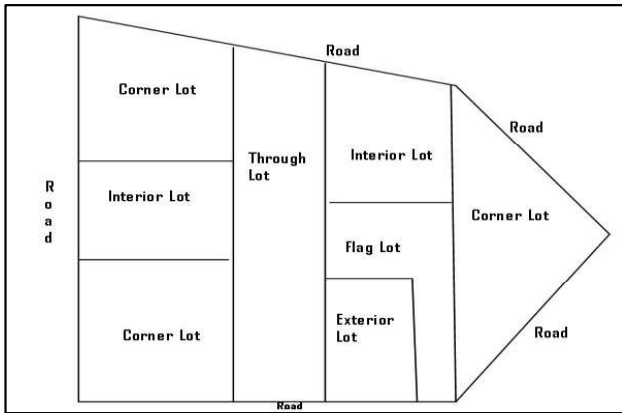 Road
Corner Lot
Road
Through
Lot
Interior Lot
Road
Interior Lot
Corner Lot
Flag Lot
Exterior
Lot
Corner Lot
Road
Road